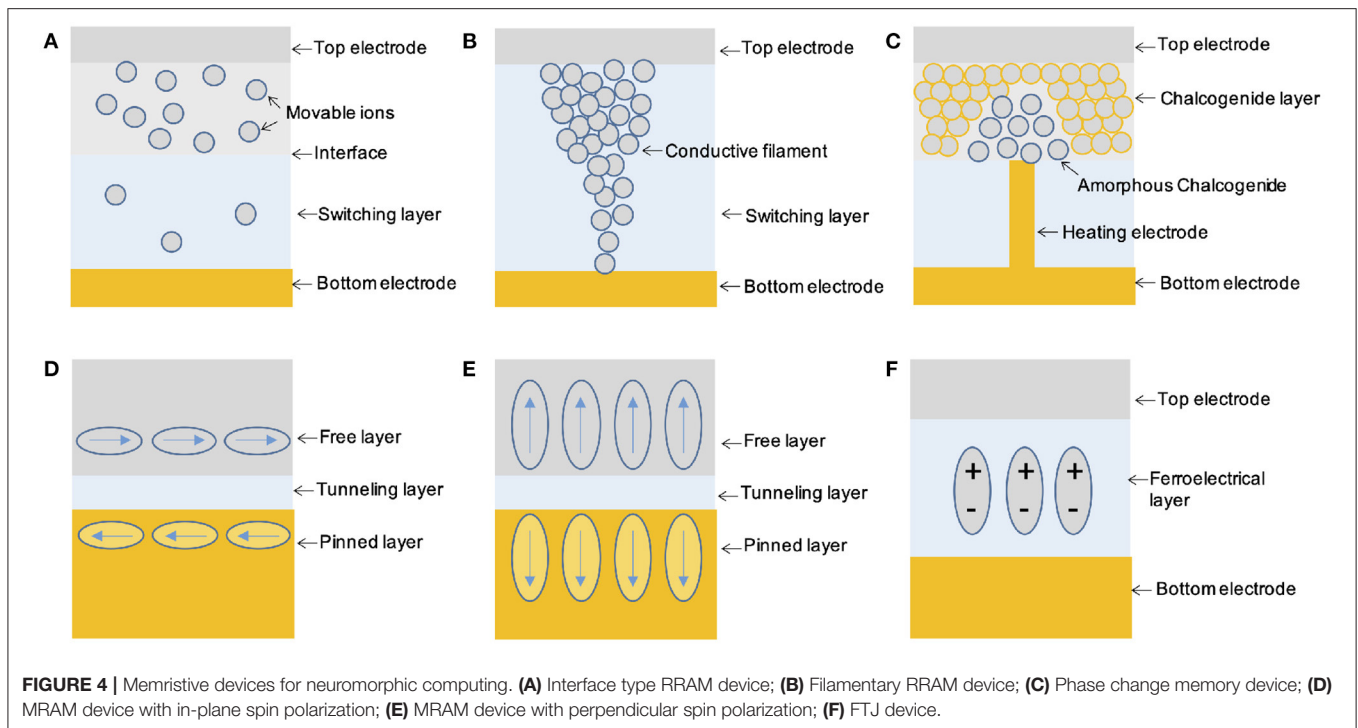 A
Top electrode
Movable ions
Interface
Switching layer
Bottom electrode
B
Top electrode
Conductive filament
Switching layer
Bottom electrode
C
Top electrode
Chalcogenide layer
Amorphous Chalcogenide
Heating electrode
Bottom electrode
D
Free layer
Tunneling layer
Pinned layer
E
Free layer
Tunneling layer
Pinned layer
F
Top electrode
+ + +
- - -
Ferroelectrical
layer
Bottom electrode
FIGURE 4 | Memristive devices for neuromorphic computing. (A) Interface type RRAM device; (B) Filamentary RRAM device; (C) Phase change memory device; (D)
MRAM device with in-plane spin polarization; (E) MRAM device with perpendicular spin polarization; (F) FTJ device.